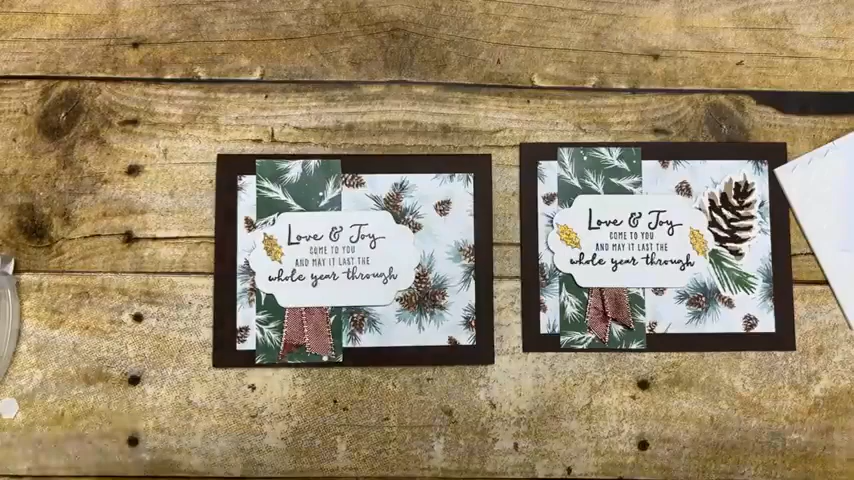 Love & Joy
COME TO YOU
AND MAY IT LAST THE
whole year through
Love & Joy
COME TO YOU
AND MAY IT LAST THE
whole year through